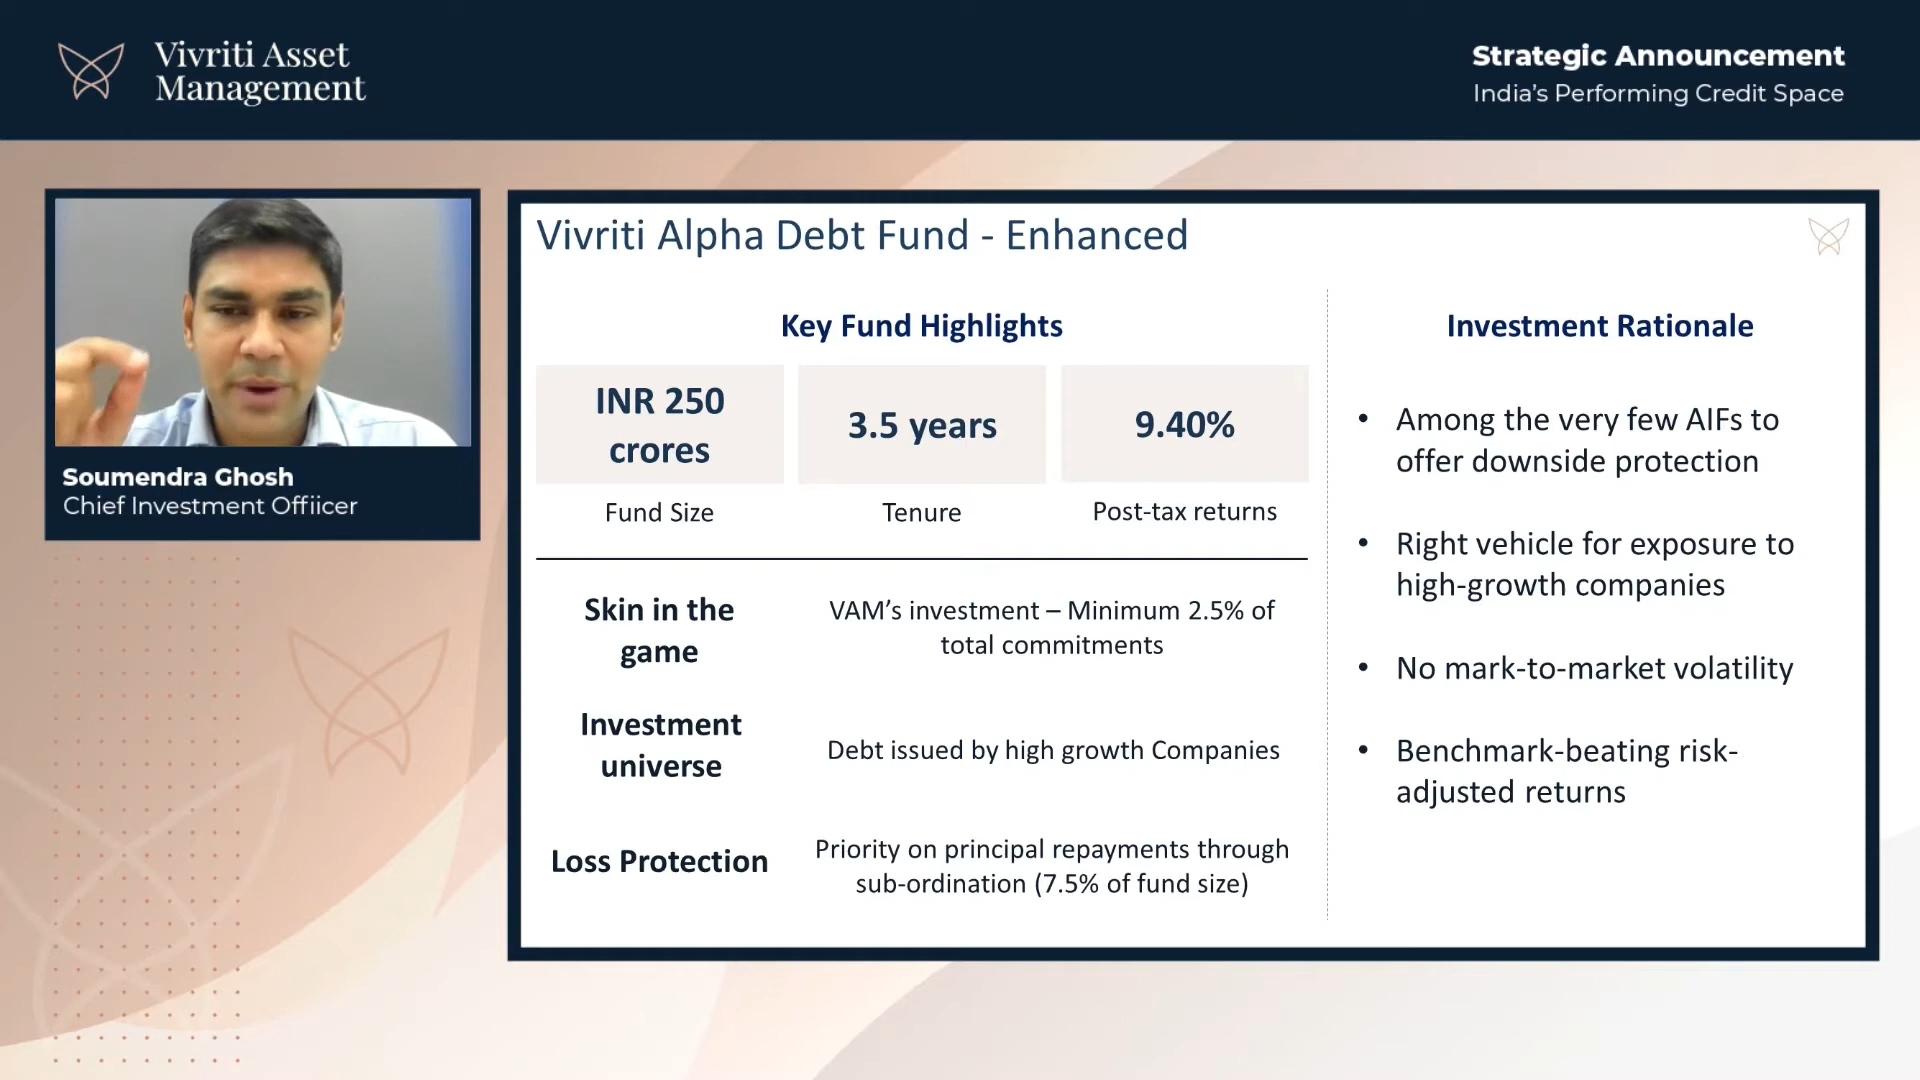 Vivriti Asset
Management
Strategic Announcement
India's Performing Credit Space
Soumendra Ghosh
Chief Investment Offiicer
Vivriti Alpha Debt Fund - Enhanced
Key Fund Highlights
INR 250
crores
Fund Size
3.5 years
Tenure
9.40%
Post-tax returns
Skin in the
game
VAM's investment – Minimum 2.5% of
total commitments
Investment
universe
Debt issued by high growth Companies
Loss Protection
Priority on principal repayments through
sub-ordination (7.5% of fund size)
Investment Rationale
• Among the very few AIFs to
offer downside protection
• Right vehicle for exposure to
high-growth companies
• No mark-to-market volatility
• Benchmark-beating risk-
adjusted returns